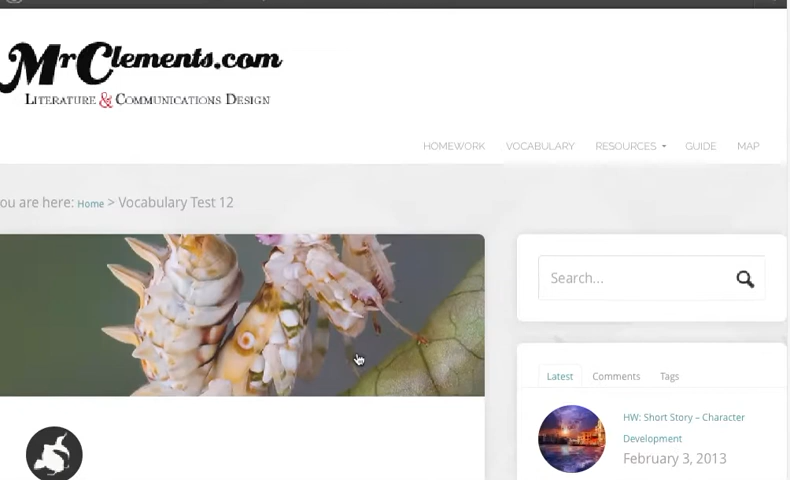 MrClements.com
Literature & Communications Design
HOMEWORK VOCABULARY RESOURCES GUIDE MAP
ou are here: Home > Vocabulary Test 12
Search...
Latest Comments Tags
HW: Short Story – Character
Development
February 3, 2013